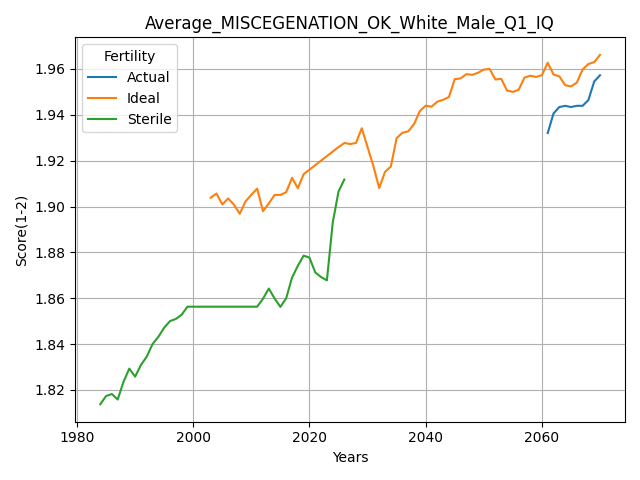 Average_MISCEGENATION_OK_White_Male_Q1_IQ
Fertility
Actual
Ideal
Sterile
Score(1-2)
1.96
1.94
1.92
1.90
1.88
1.86
1.84
1.82
1980
2000
2020
2040
2060
Years